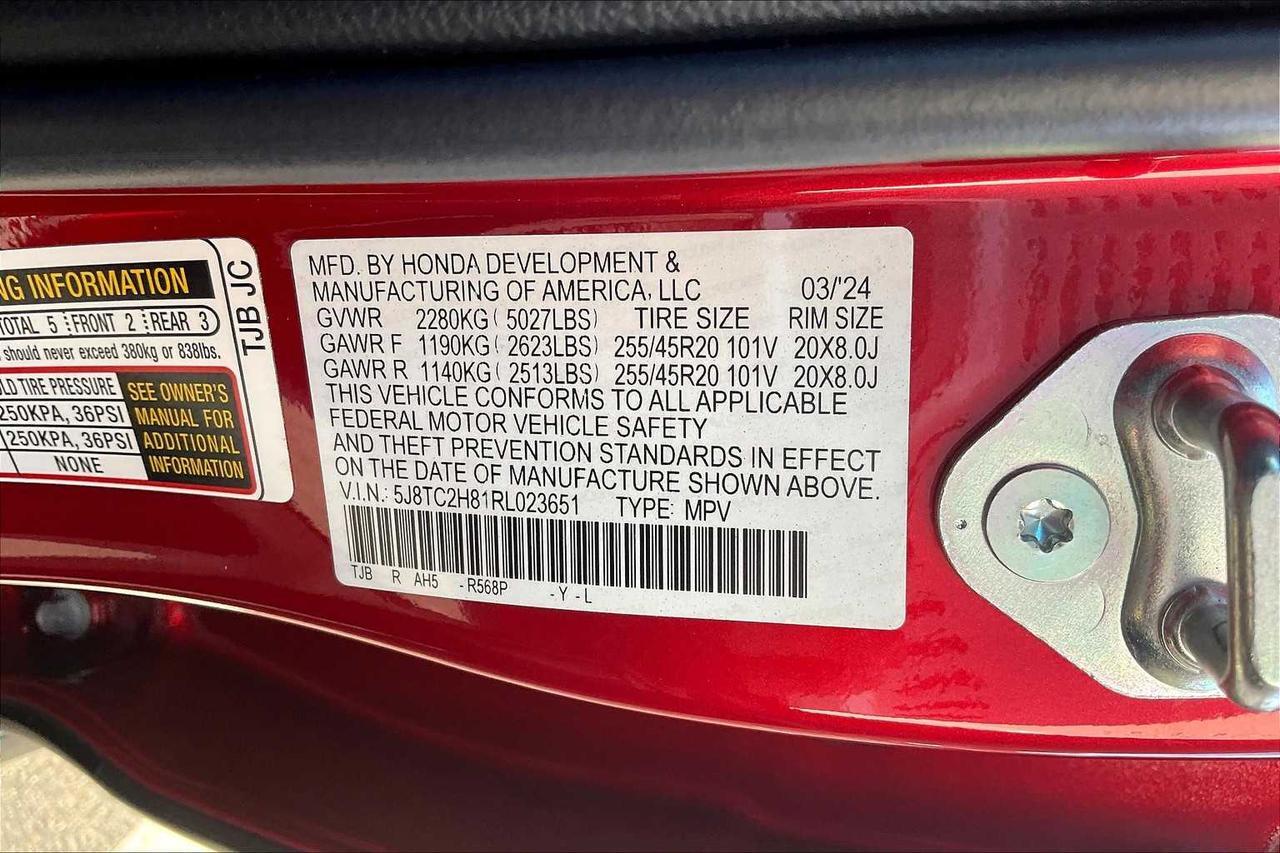 NG INFORMATION
TOTAL 5 FRONT 2 REAR 3
should never exceed 380kg or 838lbs.
TIRE PRESSURE
250KPA, 36PSI
250KPA, 36PSI
NONE
SEE OWNER'S
MANUAL FOR
ADDITIONAL
INFORMATION
TJB JC
MFD. BY HONDA DEVELOPMENT &
MANUFACTURING OF AMERICA, LLC 03/'24
GVWR 2280KG ( 5027LBS) TIRE SIZE RIM SIZE
GAWR F 1190KG ( 2623LBS) 255/45R20 101V 20X8.0J
GAWR R 1140KG ( 2513LBS) 255/45R20 101V 20X8.0J
THIS VEHICLE CONFORMS TO ALL APPLICABLE
FEDERAL MOTOR VEHICLE SAFETY
AND THEFT PREVENTION STANDARDS IN EFFECT
ON THE DATE OF MANUFACTURE SHOWN ABOVE.
V.I.N.: 5J8TC2H81RL023651 TYPE: MPV
TJB R AH5 -R568P -Y -L